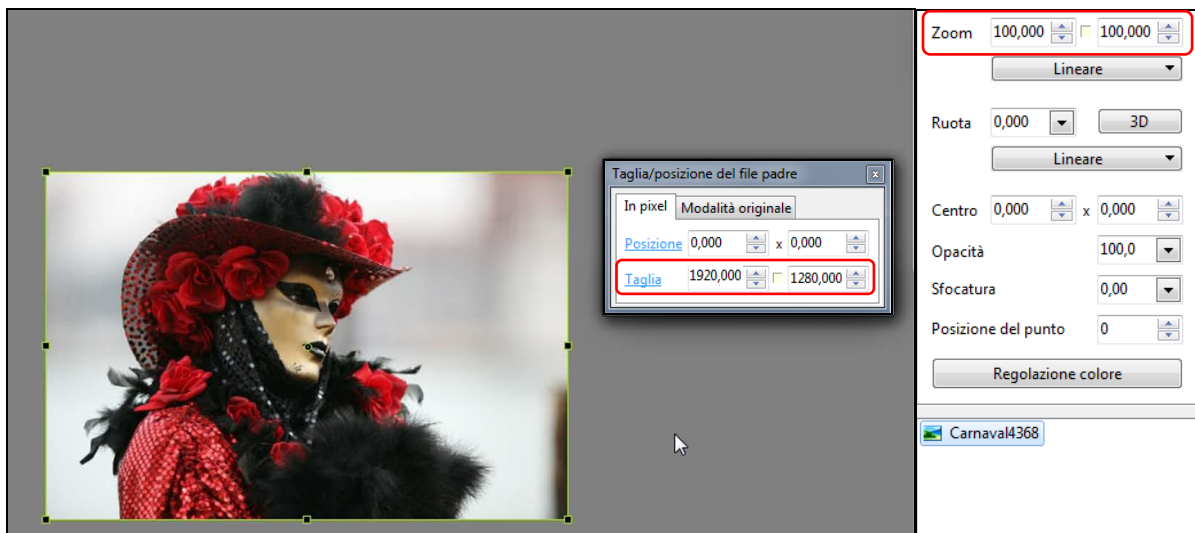 Taglia/posizione del file padre
In pixel Modalità originale
Posizione 0,000 x 0,000
Taglia 1920,000 1280,000
Zoom 100,000 100,000
Lineare
Ruota 0,000 3D
Lineare
Centro 0,000 x 0,000
Opacità 100,0
Sfocatura 0,00
Posizione del punto 0
Regolazione colore
Carnaval4368